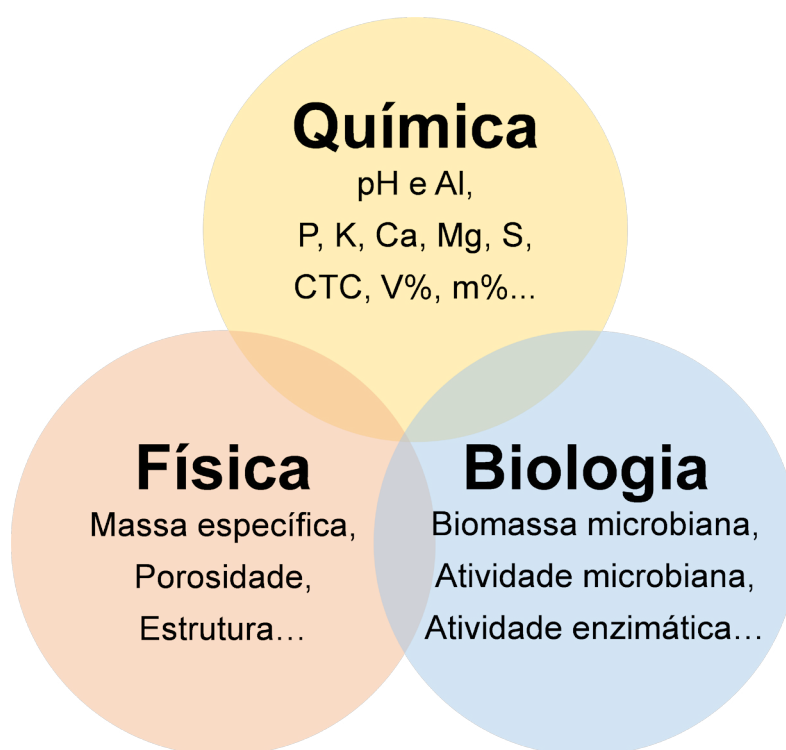 Química
pH e Al,
P, K, Ca, Mg, S,
CTC, V%, m%...
Física
Massa específica,
Porosidade,
Estrutura…
Biologia
Biomassa microbiana,
Atividade microbiana,
Atividade enzimática…